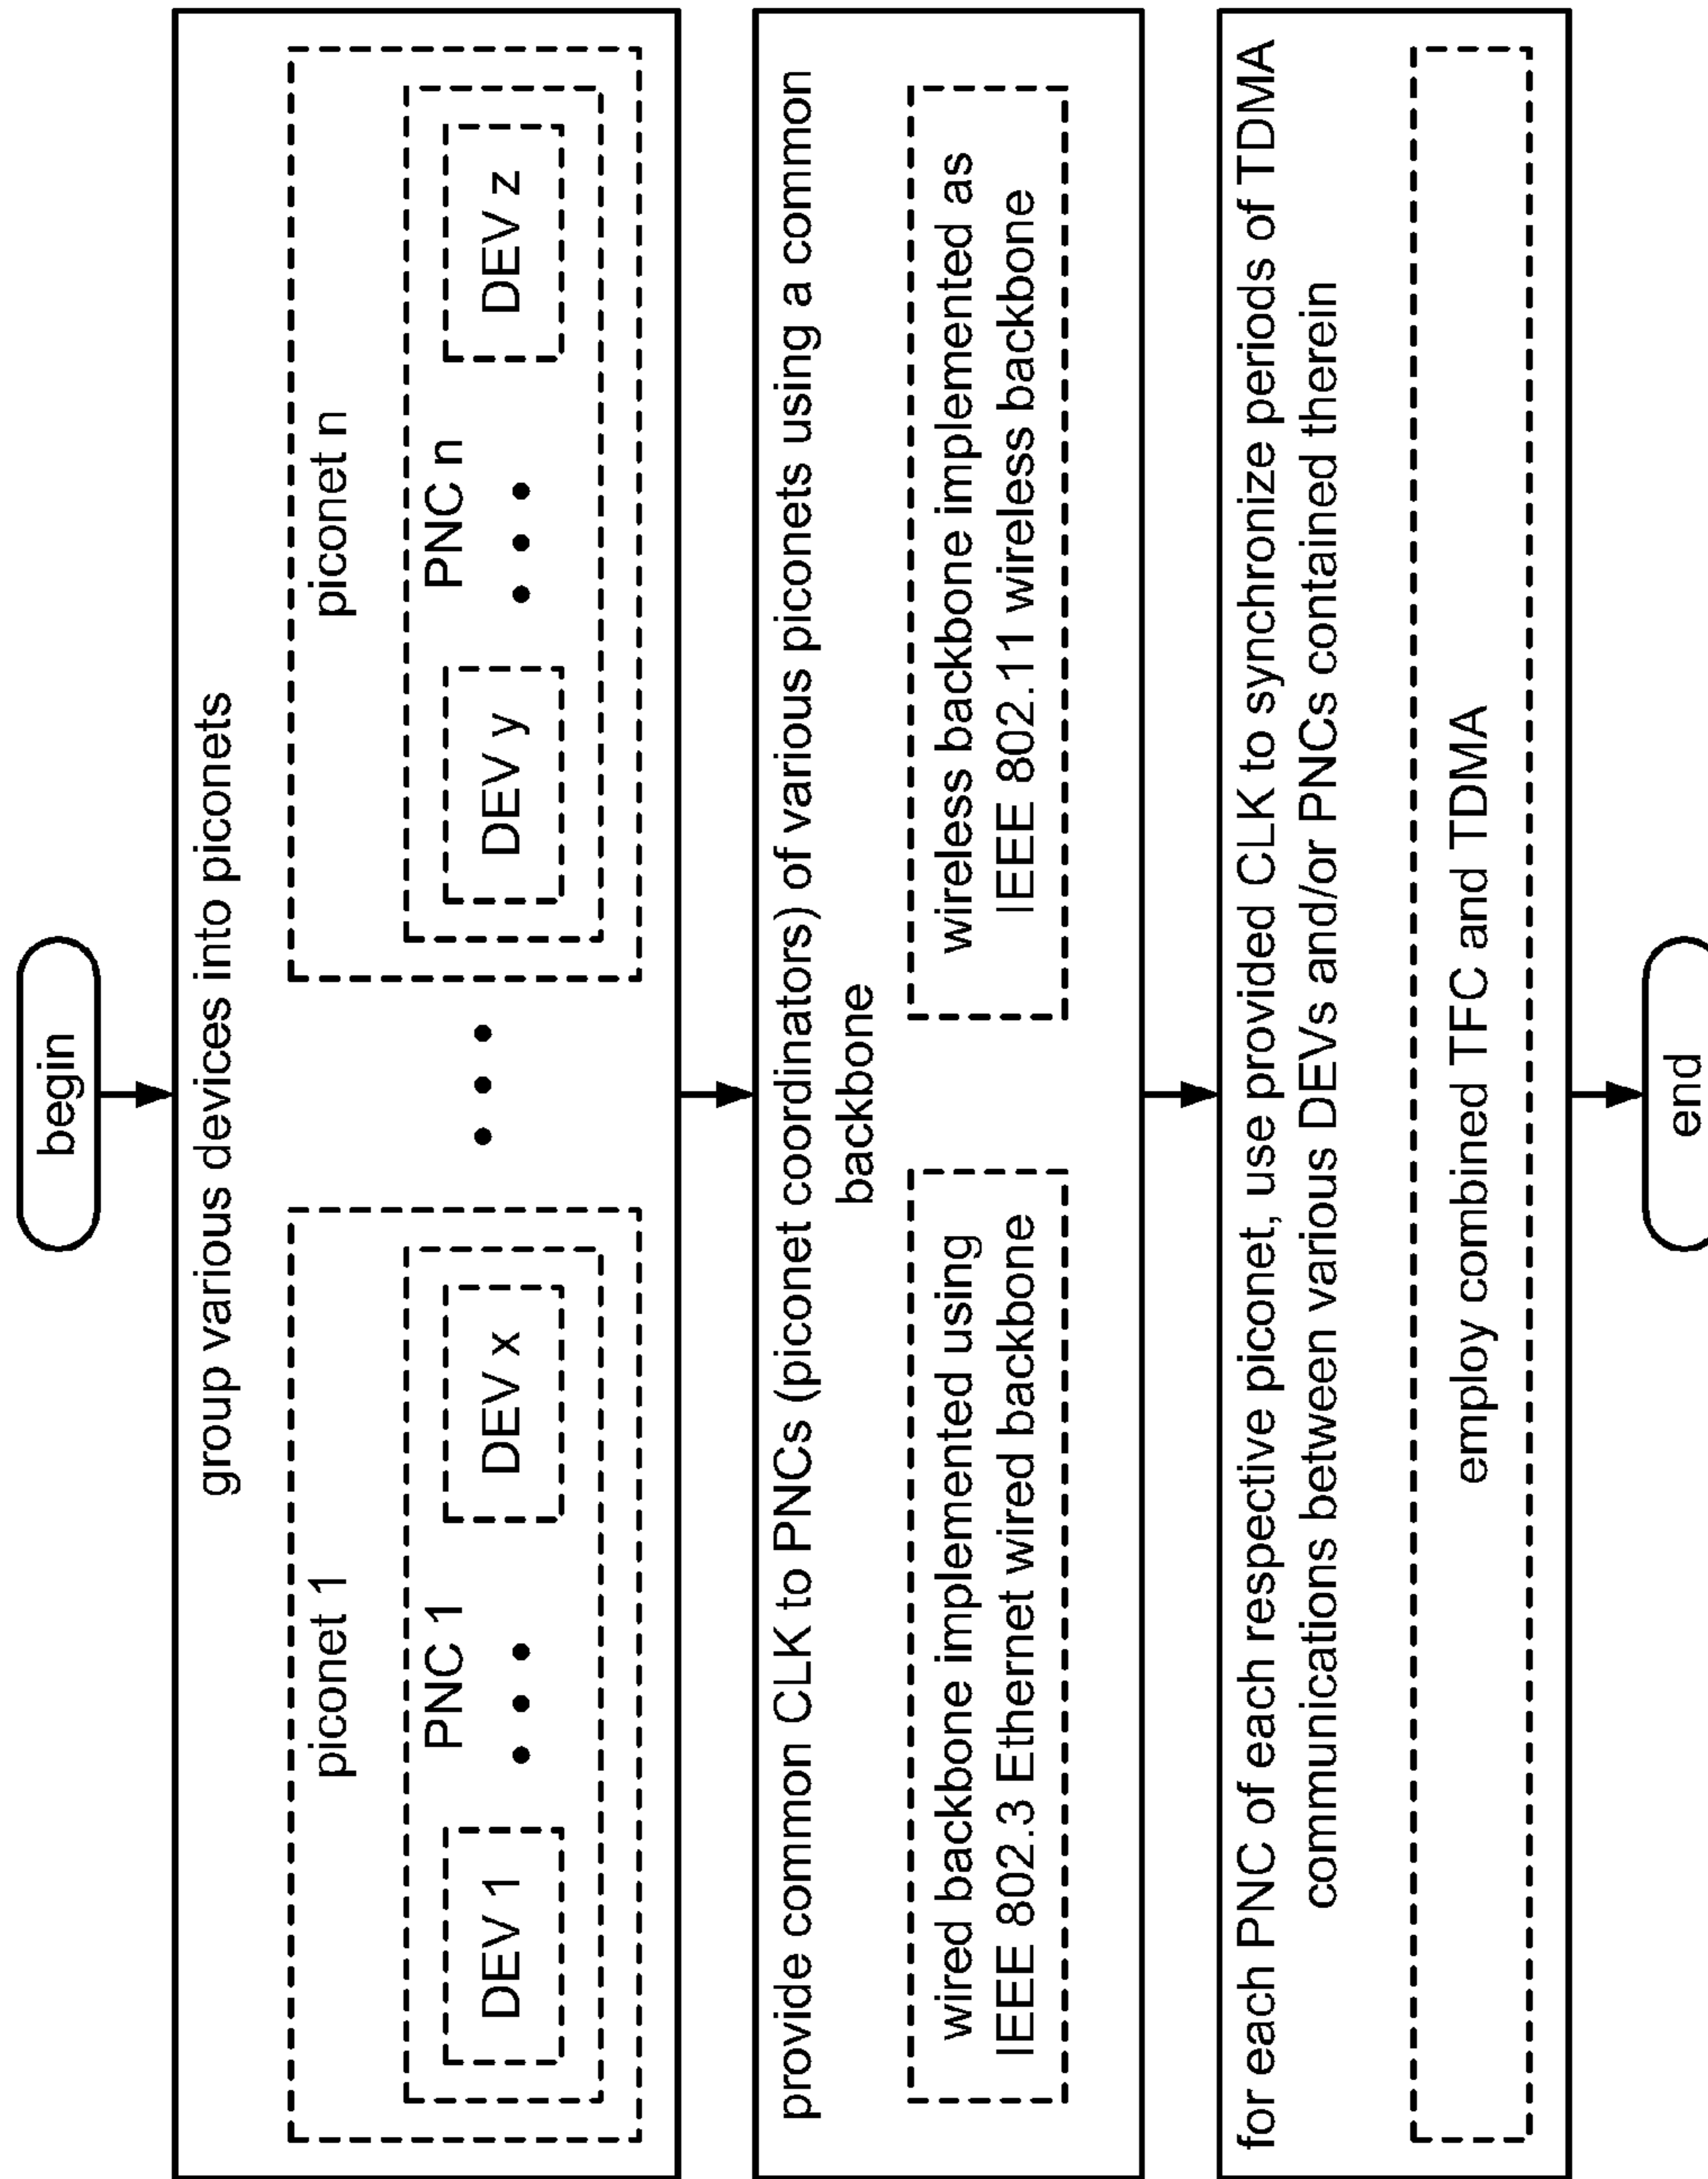 begin
group various devices into piconets
piconet 1
PNC 1
DEV 1
DEV x
piconet n
PNC n
DEV y
DEV z
provide common CLK to PNCs (piconet coordinators) of various piconets using a common
backbone
wired backbone implemented using
IEEE 802.3 Ethernet wired backbone
wireless backbone implemented as
IEEE 802.11 wireless backbone
for each PNC of each respective piconet, use provided CLK to synchronize periods of TDMA
communications between various DEVs and/or PNCs contained therein
employ combined TFC and TDMA
end